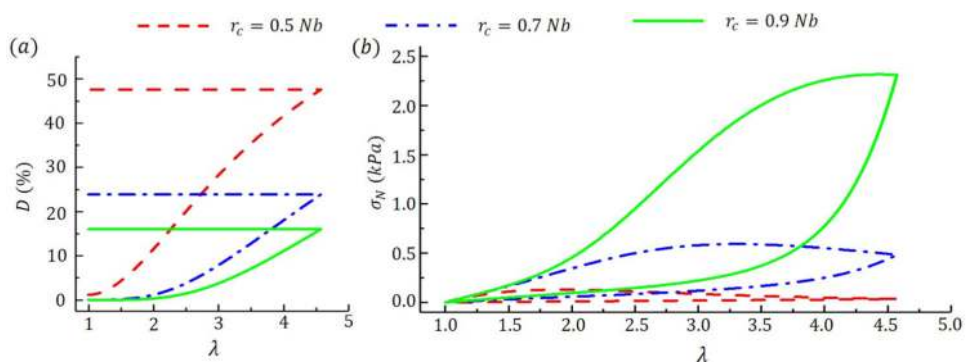 r_c = 0.5 Nb r_c = 0.7 Nb r_c = 0.9 Nb
(a) (b)
D (%)
50
40
30
20
10
0
1 2 3 4 5
λ
σ_N (kPa)
2.5
2.0
1.5
1.0
0.5
0.0
1.0 1.5 2.0 2.5 3.0 3.5 4.0 4.5 5.0
λ